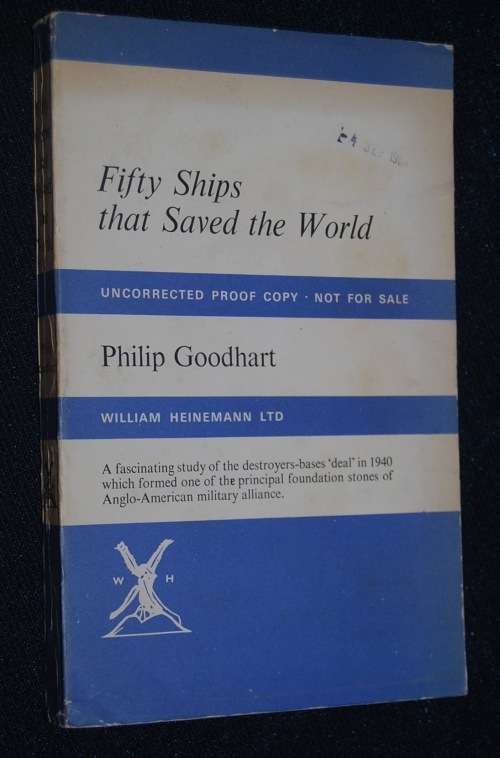 Fifty Ships
that Saved the World
UNCORRECTED PROOF COPY · NOT FOR SALE
Philip Goodhart
WILLIAM HEINEMANN LTD
A fascinating study of the destroyers-bases 'deal' in 1940
which formed one of the principal foundation stones of
Anglo-American military alliance.
W H